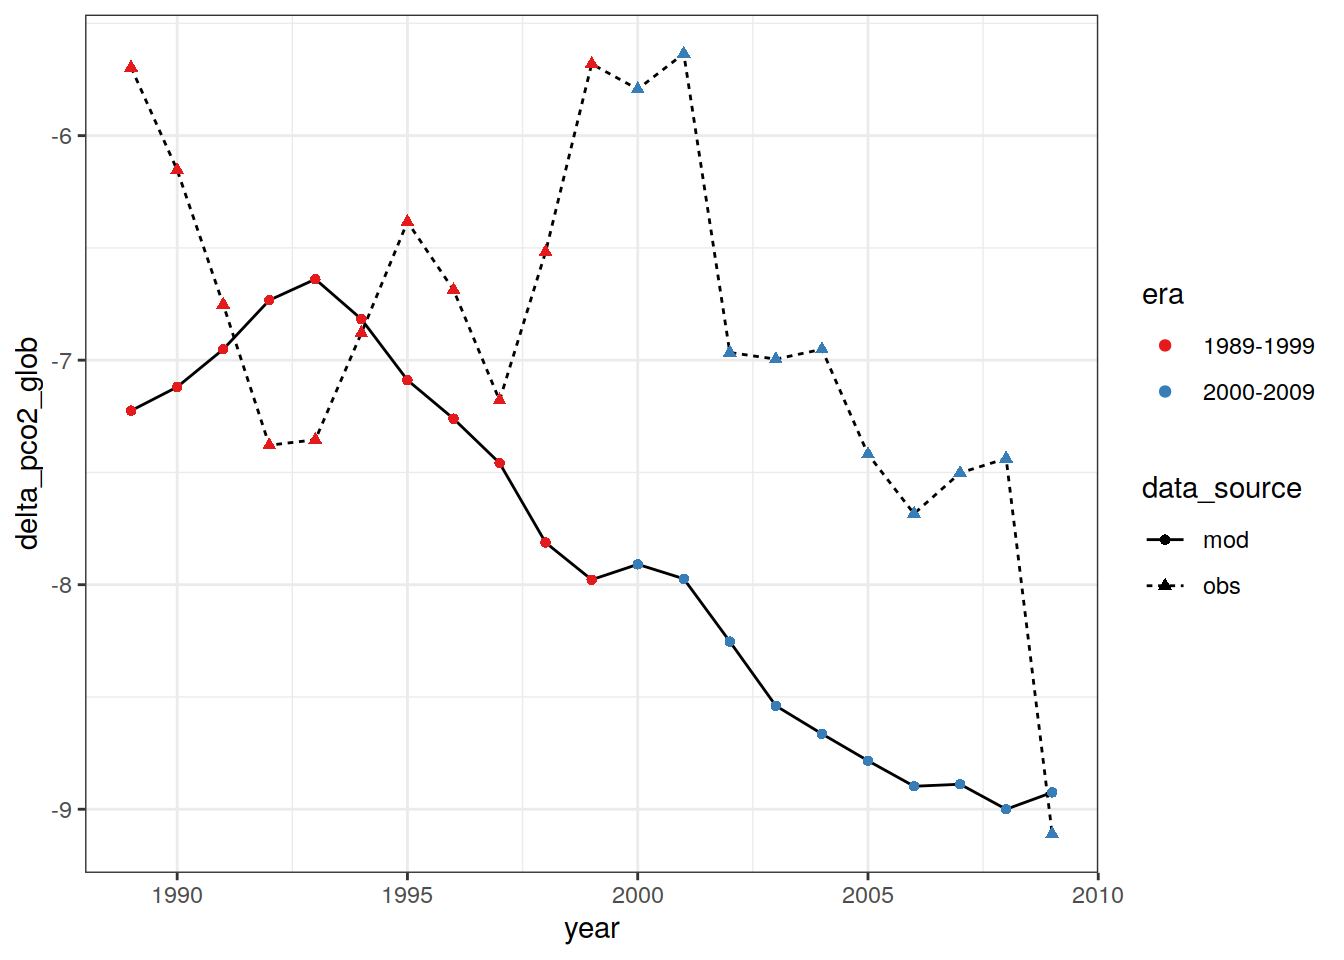 delta_pco2_glob
-6
-7
-8
-9
1990
1995
2000
2005
2010
year
era
1989-1999
2000-2009
data_source
mod
obs